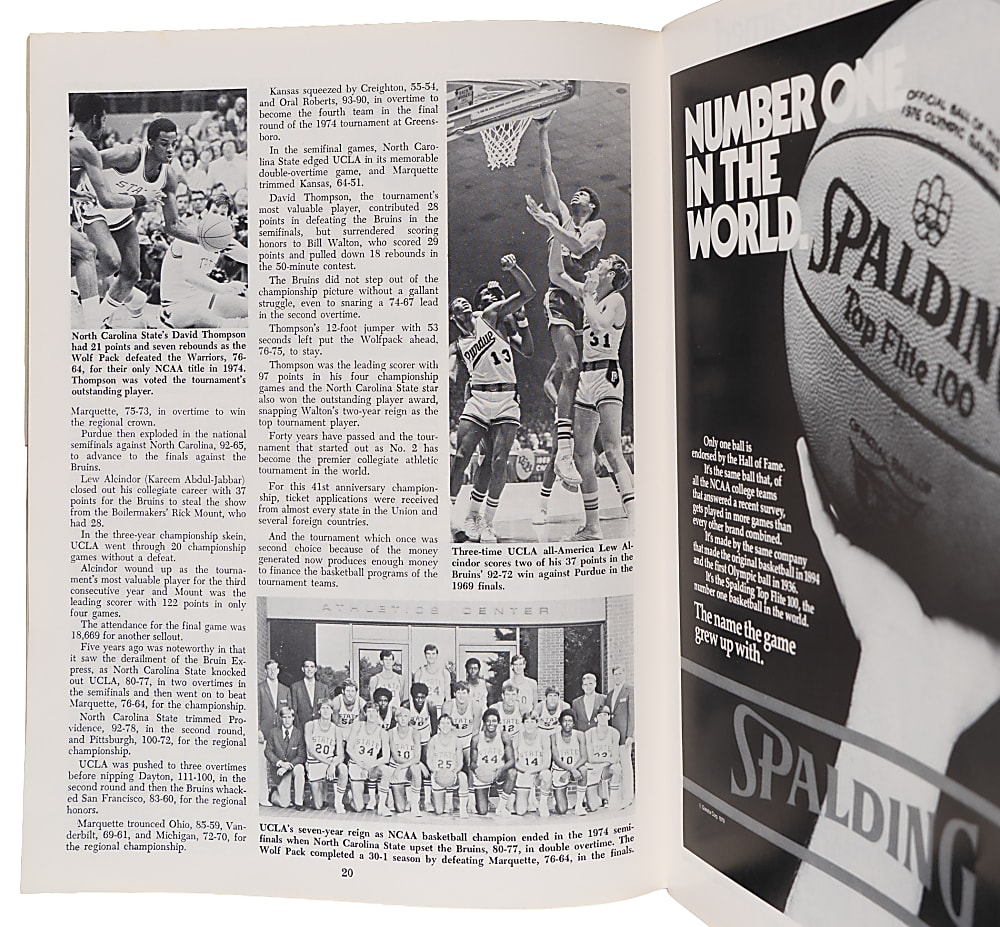 North Carolina State's David Thompson
had 21 points and seven rebounds as the
Wolf Pack defeated the Warriors, 76-
64, for their only NCAA title in 1974.
Thompson was voted the tournament's
outstanding player.
Marquette, 75-73, in overtime to win
the regional crown.
Purdue then exploded in the national
semifinals against North Carolina, 92-65,
to advance to the finals against the
Bruins.
Lew Alcindor (Kareem Abdul-Jabbar)
closed out his collegiate career with 37
points for the Bruins to steal the show
from the Boilermakers' Rick Mount, who
had 28.
In the three-year championship skein,
UCLA went through 20 championship
games without a defeat.
Alcindor wound up as the tourna-
ment's most valuable player for the third
consecutive year and Mount was the
leading scorer with 122 points in only
four games.
The attendance for the final game was
18,669 for another sellout.
Five years ago was noteworthy in that
it saw the derailment of the Bruin Ex-
press, as North Carolina State knocked
out UCLA, 80-77, in two overtimes in
the semifinals and then went on to beat
Marquette, 76-64, for the championship.
North Carolina State trimmed Pro-
vidence, 92-78, in the second round,
and Pittsburgh, 100-72, for the regional
championship.
UCLA was pushed to three overtimes
before nipping Dayton, 111-100, in the
second round and then the Bruins whack-
ed San Francisco, 83-60, for the regional
honors.
Marquette trounced Ohio, 85-59, Van-
derbilt, 69-61, and Michigan, 72-70, for
the regional championship.
Kansas squeezed by Creighton, 55-54,
and Oral Roberts, 93-90, in overtime to
become the fourth team in the final
round of the 1974 tournament at Greens-
boro.
In the semifinal games, North Caro-
lina State edged UCLA in its memorable
double-overtime game, and Marquette
trimmed Kansas, 64-51.
David Thompson, the tournament's
most valuable player, contributed 28
points in defeating the Bruins in the
semifinals, but surrendered scoring
honors to Bill Walton, who scored 29
points and pulled down 18 rebounds in
the 50-minute contest.
The Bruins did not step out of the
championship picture without a gallant
struggle, even to snaring a 74-67 lead
in the second overtime.
Thompson's 12-foot jumper with 53
seconds left put the Wolfpack ahead,
76-75, to stay.
Thompson was the leading scorer with
97 points in his four championship
games and the North Carolina State star
also won the outstanding player award,
snapping Walton's two-year reign as the
top tournament player.
Forty years have passed and the tour-
nament that started out as No. 2 has
become the premier collegiate athletic
tournament in the world.
For this 41st anniversary champion-
ship, ticket applications were received
from almost every state in the Union and
several foreign countries.
And the tournament which once was
second choice because of the money
generated now produces enough money
to finance the basketball programs of the
tournament teams.
Purdue
13
31
Three-time UCLA all-America Lew Al-
cindor scores two of his 37 points in the
Bruins' 92-72 win against Purdue in the
1969 finals.
ATHLETICS CENTER
STATE
20
34
10
25
44
14
UCLA's seven-year reign as NCAA basketball champion ended in the 1974 semi-
finals when North Carolina State upset the Bruins, 80-77, in double overtime. The
Wolf Pack completed a 30-1 season by defeating Marquette, 76-64, in the finals.
20
NUMBER ONE
IN THE
WORLD.
OFFICIAL BALL OF THE
1976 OLYMPIC GAMES
SPALDIN
Top Flite 100
Only one ball is
endorsed by the Hall of Fame.
It's the same ball that, of
all the NCAA college teams
that answered a recent survey,
gets played in more games than
every other brand combined.
It's made by the same company
that made the original basketball in 1894
and the first Olympic ball in 1936.
It's the Spalding Top Flite 100, the
number one basketball in the world.
The name the game
grew up with.
SPALDING